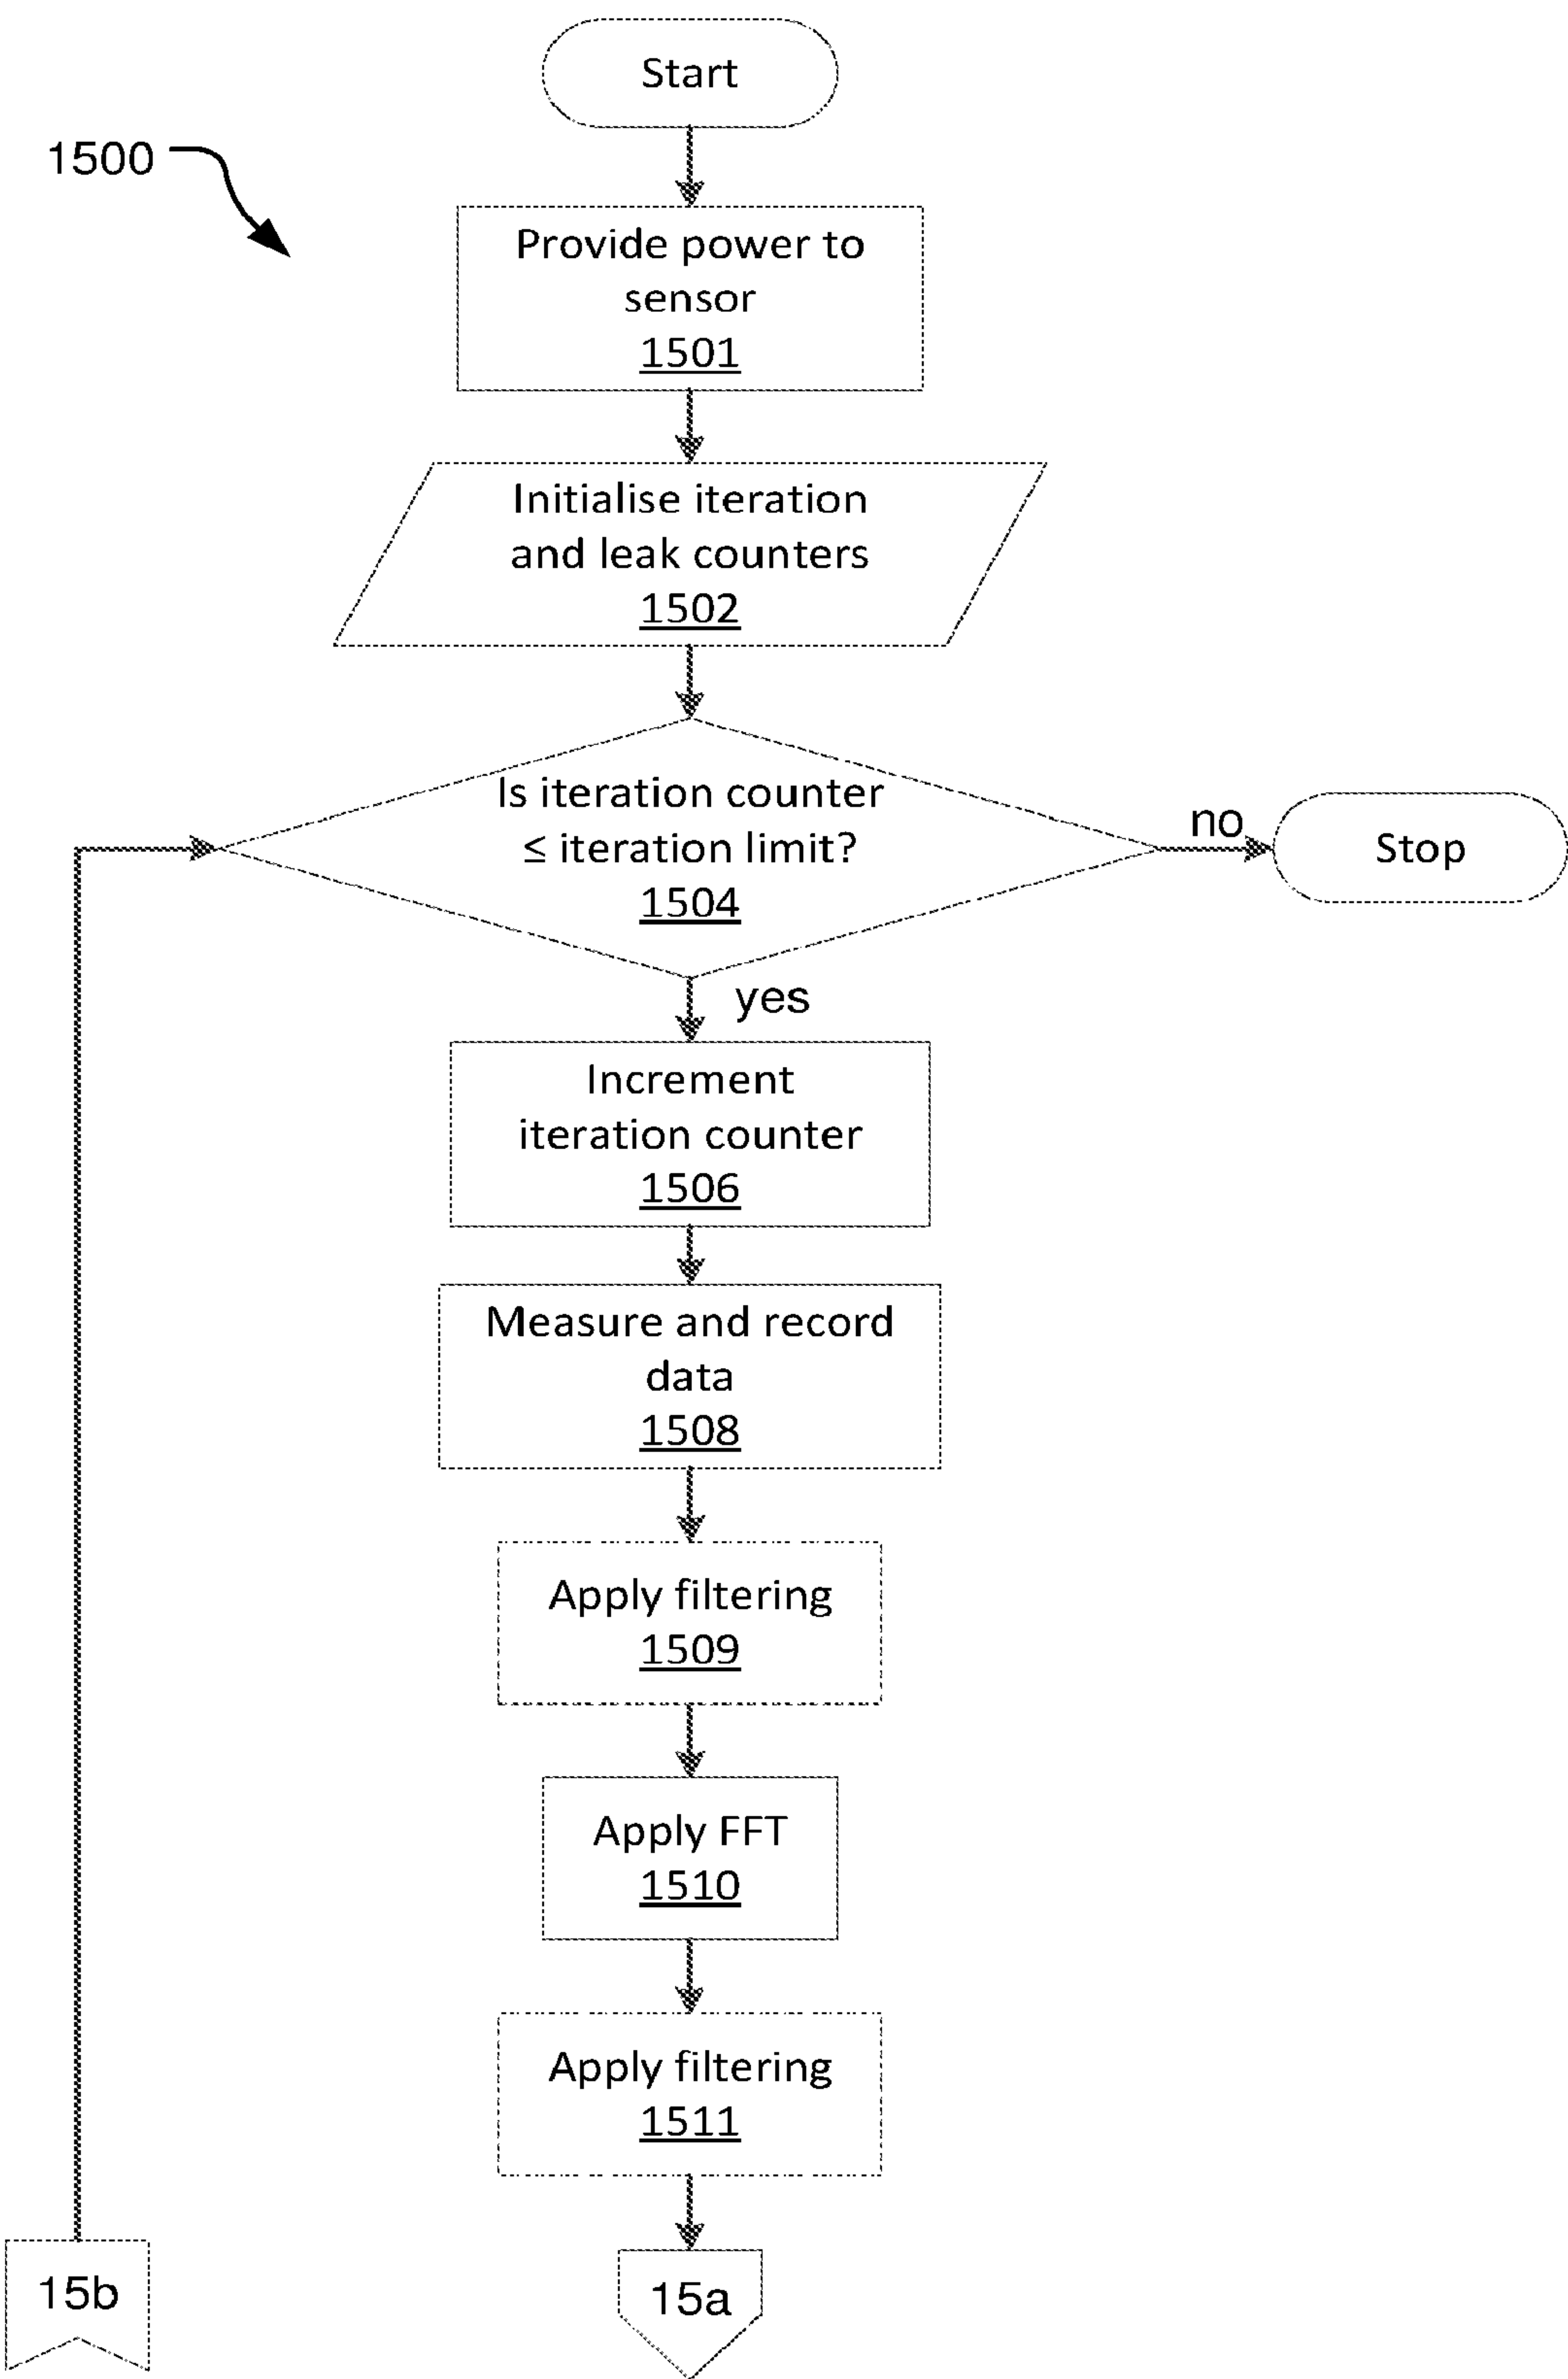 Start
1500
Provide power to
sensor
1501
Initialise iteration
and leak counters
1502
Is iteration counter
≤ iteration limit?
1504
no
Stop
yes
Increment
iteration counter
1506
Measure and record
data
1508
Apply filtering
1509
Apply FFT
1510
Apply filtering
1511
15b
15a